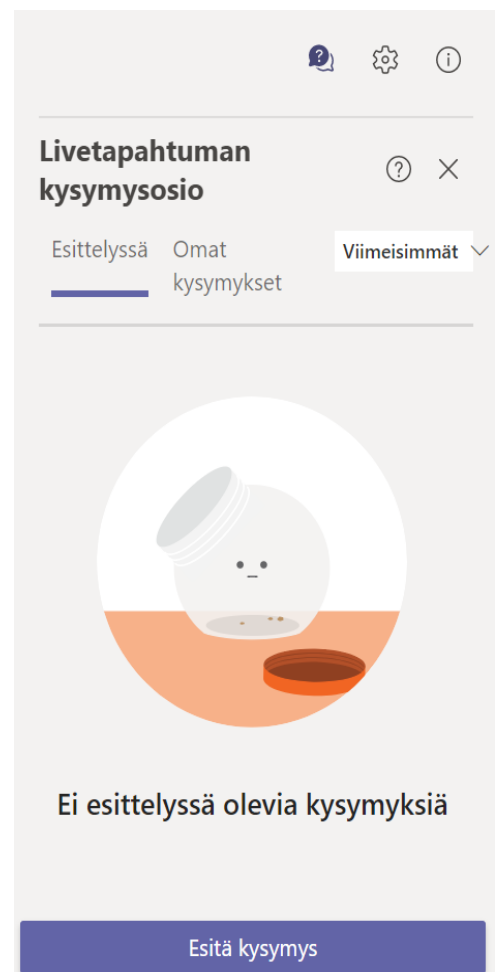 Livetapahtuman
kysymysosio
Esittelyssä
Omat
kysymykset
Viimeisimmät
Ei esittelyssä olevia kysymyksiä
Esitä kysymys